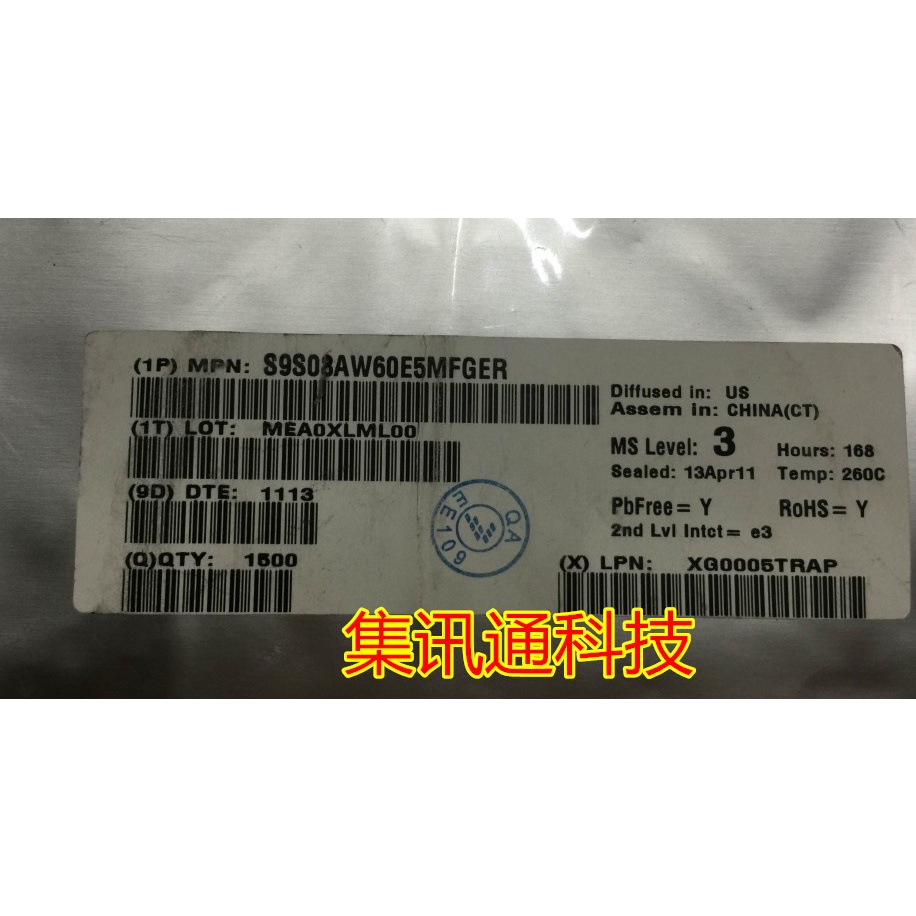 (1P) MPN: S9S08AW60E5MFGER
(1T) LOT: MEA0XLML00
(9D) DTE: 1113
(Q)QTY: 1500
Diffused in: US
Assem in: CHINA(CT)
MS Level: 3 Hours: 168
Sealed: 13Apr11 Temp: 260C
PbFree = Y RoHS = Y
2nd Lvl Intct = e3
QA
ME109
(X) LPN: XG0005TRAP
集讯通科技